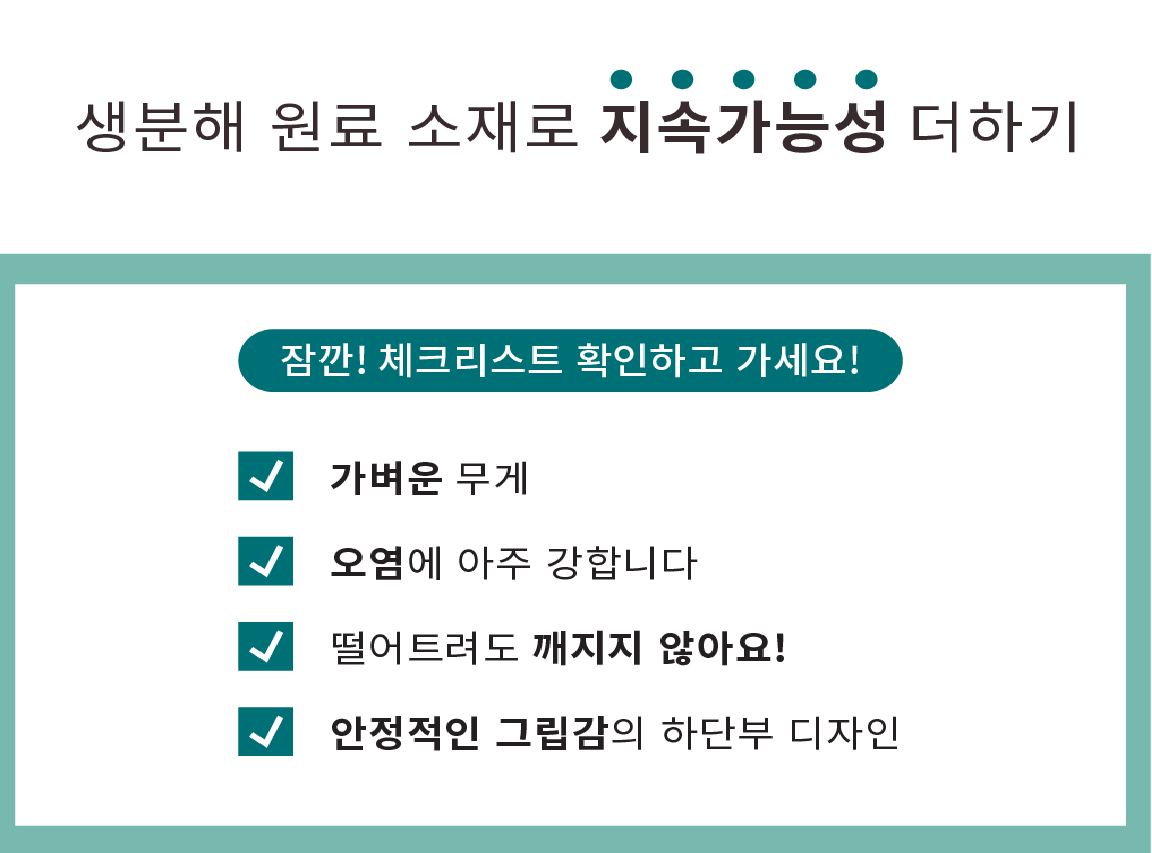 생분해 원료 소재로 지속가능성 더하기
잠깐! 체크리스트 확인하고 가세요!
가벼운 무게
오염에 아주 강합니다
떨어트려도 깨지지 않아요!
안정적인 그립감의 하단부 디자인